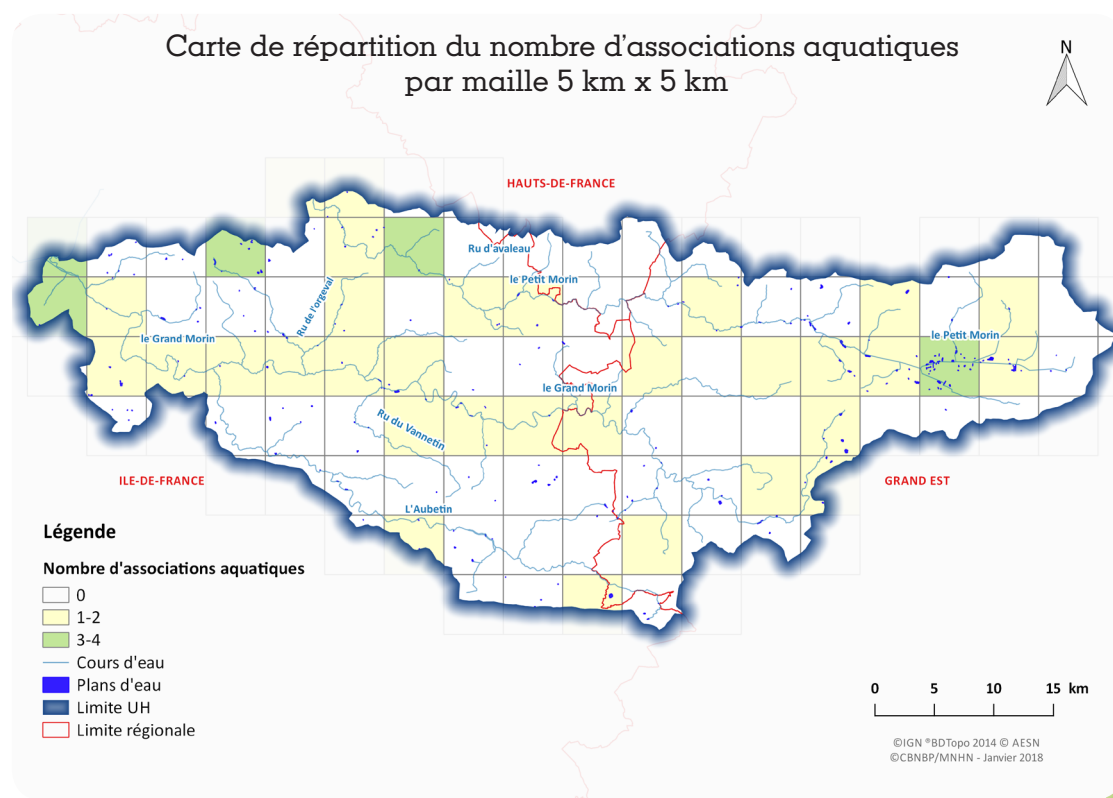 Carte de répartition du nombre d'associations aquatiques
par maille 5 km x 5 km
N
HAUTS-DE-FRANCE
Ru d'avaleau
le Petit Morin
Ru de l'orgeval
le Grand Morin
le Petit Morin
le Grand Morin
Ru du Vannetin
ILE-DE-FRANCE
GRAND EST
L'Aubetin
Légende
Nombre d'associations aquatiques
0
1-2
3-4
Cours d'eau
Plans d'eau
Limite UH
Limite régionale
0 5 10 15 km
©IGN ®BDTopo 2014 © AESN
©CBNBP/MNHN - Janvier 2018